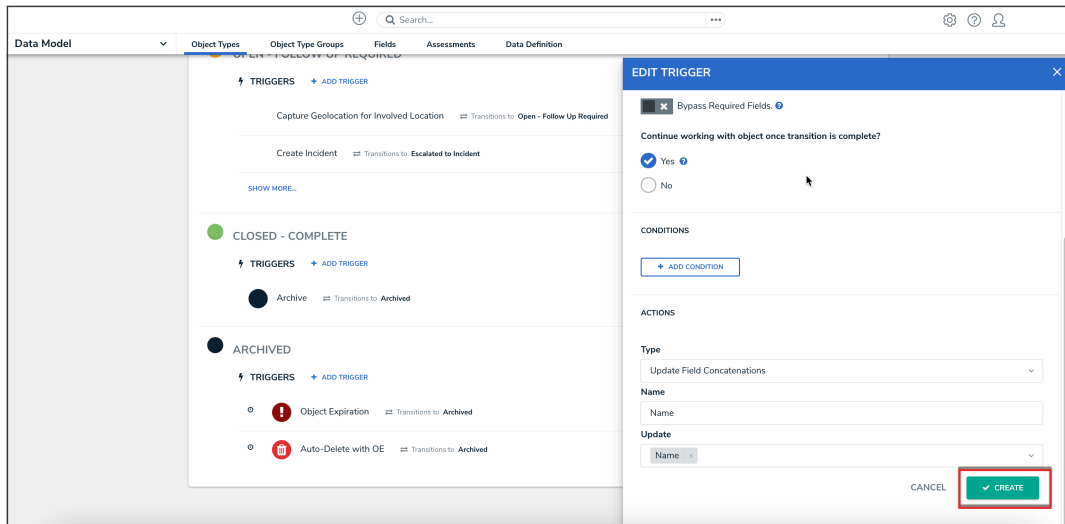 Search...
Data Model
Object Types
Object Type Groups
Fields
Assessments
Data Definition
OPEN - FOLLOW UP REQUIRED
TRIGGERS + ADD TRIGGER
Capture Geolocation for Involved Location Transitions to Open - Follow Up Required
Create Incident Transitions to Escalated to Incident
SHOW MORE...
CLOSED - COMPLETE
TRIGGERS + ADD TRIGGER
Archive Transitions to Archived
ARCHIVED
TRIGGERS + ADD TRIGGER
Object Expiration Transitions to Archived
Auto-Delete with OE Transitions to Archived
EDIT TRIGGER
Bypass Required Fields.
Continue working with object once transition is complete?
Yes
No
CONDITIONS
+ ADD CONDITION
ACTIONS
Type
Update Field Concatenations
Name
Name
Update
Name ×
CANCEL
CREATE